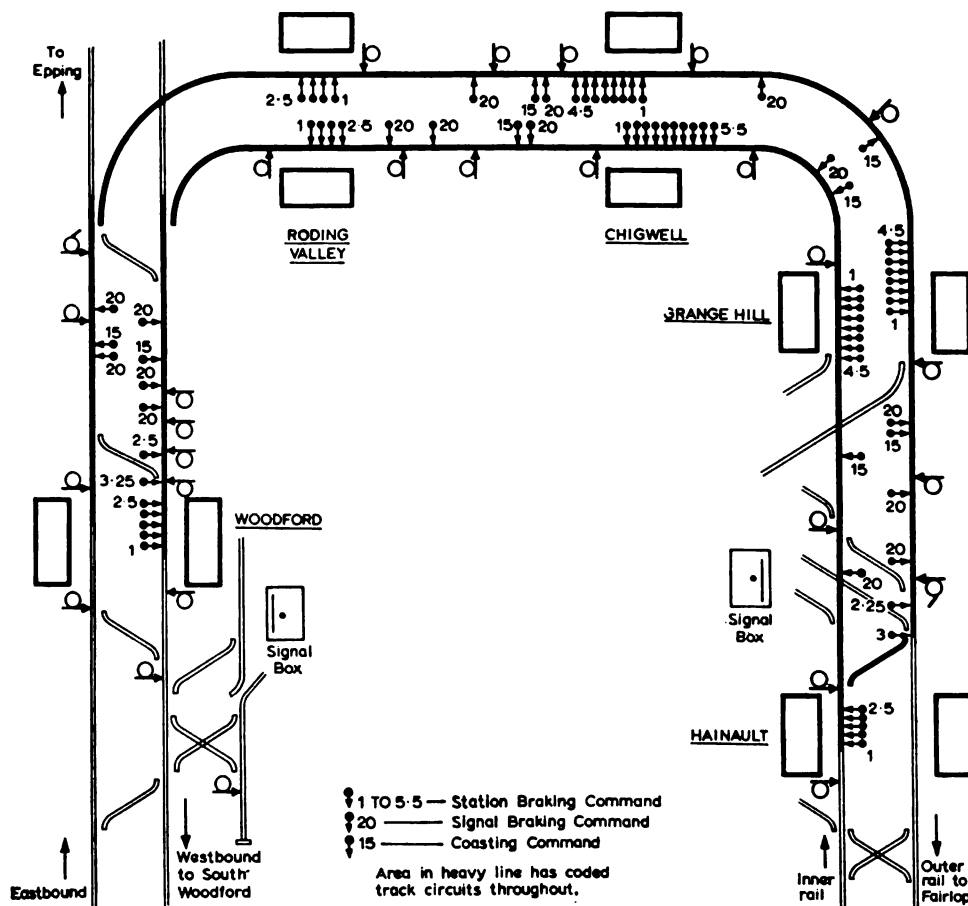 To
Epping
2·5
1
20
15
20
4·5
1
20
1
2·5
20
20
15
20
1
5·5
15
20
15
RODING
VALLEY
CHIGWELL
4·5
1
1
4·5
GRANGE HILL
20
20
15
15
20
20
20
2·5
3·25
2·5
1
WOODFORD
20
15
15
20
20
20
2·25
3
Signal
Box
Signal
Box
HAINAULT
2·5
1
1 TO 5·5 — Station Braking Command
20 — Signal Braking Command
15 — Coasting Command
Area in heavy line has coded
track circuits throughout.
Eastbound
Westbound
to South
Woodford
Inner
rail
Outer
rail to
Fairlop